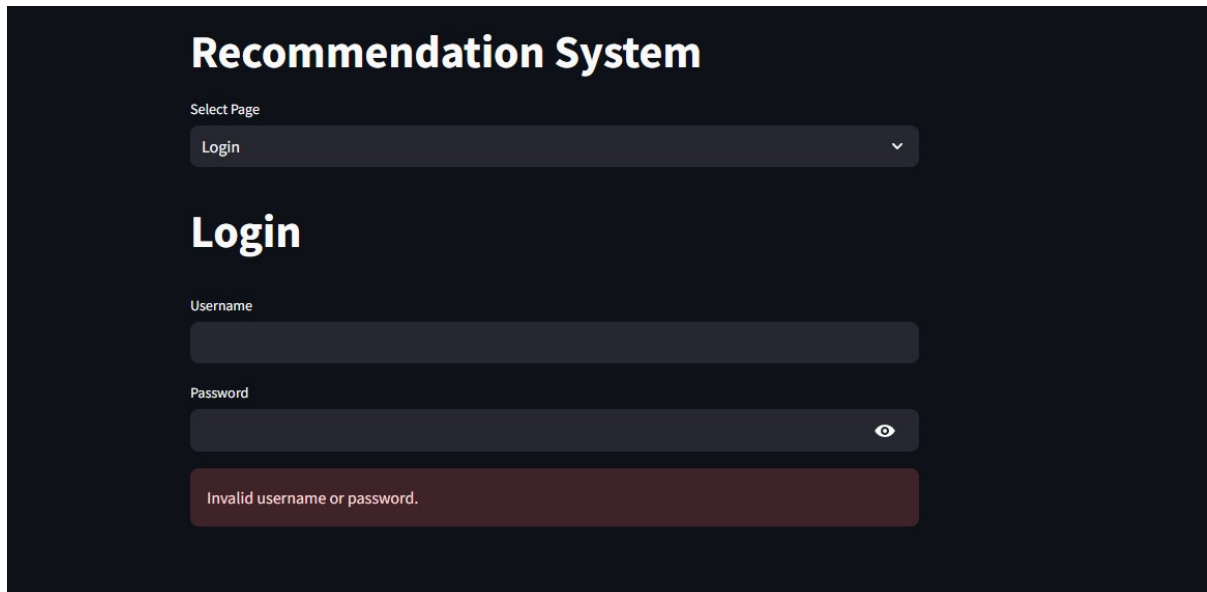 Recommendation System
Select Page
Login
Login
Username
Password
Invalid username or password.